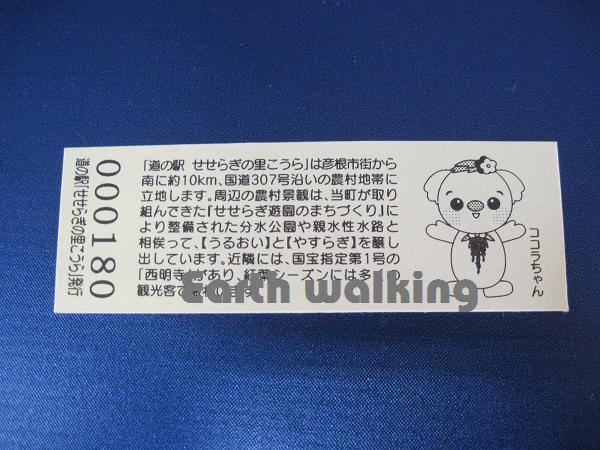 「道の駅 せせらぎの里こうら」は彦根市街から
南に約10km、国道307号沿いの農村地帯に
立地します。周辺の農村景観は、当町が取り
組んできた「せせらぎ遊園のまちづくり」に
より整備された分水公園や親水性水路と
相俟って、【うるおい】と【やすらぎ】を醸し
出しています。近隣には、国宝指定第1号の
「西明寺」があり、紅葉シーズンには多くの
観光客で
ココラちゃん
000180
道の駅「せせらぎの里こうら」発行
Earth walking